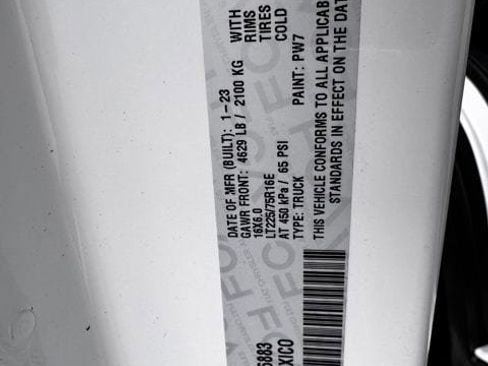 DATE OF MFR (BUILT): 1-23
GAWR FRONT: 4629 LB / 2100 KG WITH
16X6.0 RIMS
LT225/75R16E TIRES
AT 450 kPa / 65 PSI COLD
TYPE: TRUCK PAINT: PW7
THIS VEHICLE CONFORMS TO ALL APPLICAB
STANDARDS IN EFFECT ON THE DAT
6883
XICO